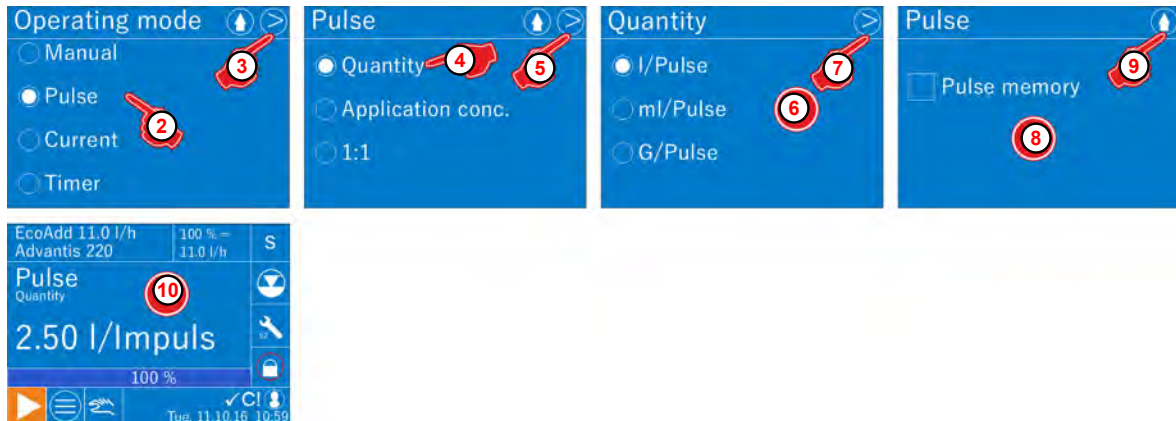 Operating mode
Manual
3
Pulse
2
Current
Timer
Pulse
Quantity
4
5
Application conc.
1:1
Quantity
l/Pulse
7
ml/Pulse
6
G/Pulse
Pulse
9
Pulse memory
8
EcoAdd 11.0 l/h
Advantis 220
100 % =
11.0 l/h
S
Pulse
Quantity
10
2.50 l/Impuls
100 %
✓C!
Tue, 11.10.16 10:59